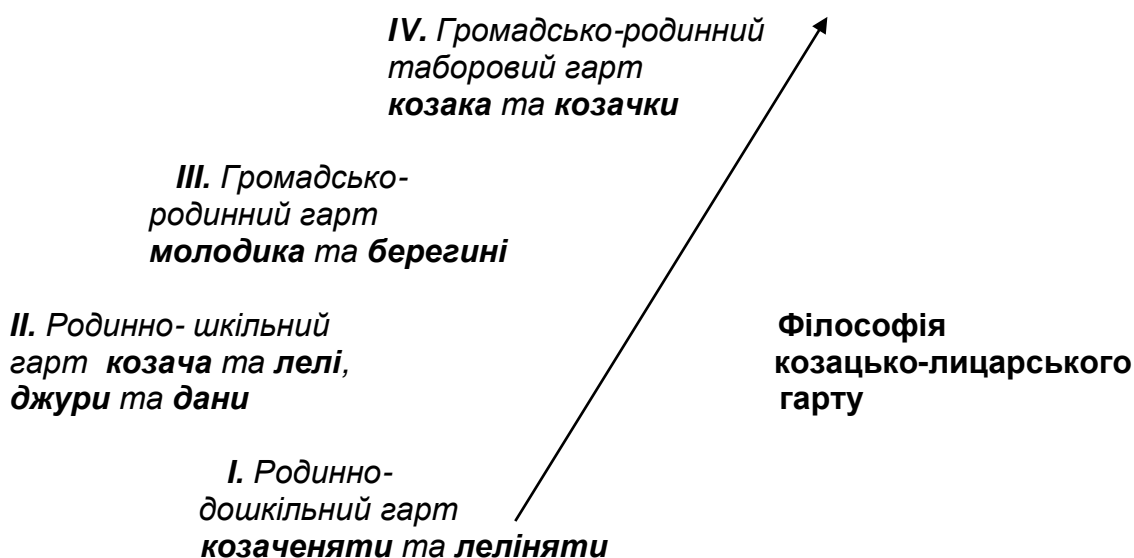 IV. Громадсько-родинний
таборовий гарт
козака та козачки
III. Громадсько-
родинний гарт
молодика та берегині
II. Родинно- шкільний
гарт козача та лелі,
джури та дани
Філософія
козацько-лицарського
гарту
I. Родинно-
дошкільний гарт
козаченяти та леліняти